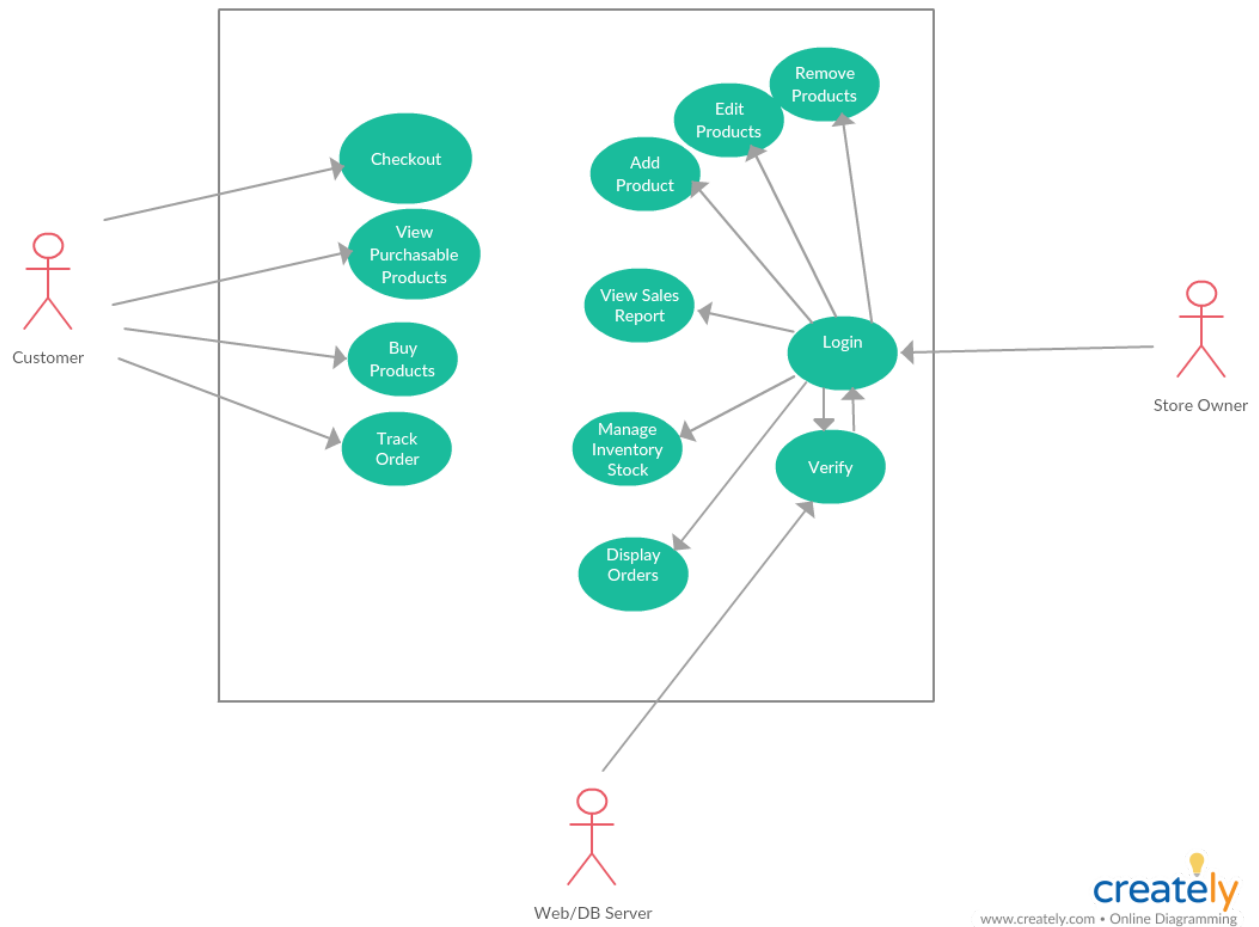 Remove
Products
Edit
Products
Checkout
Add
Product
View
Purchasable
Products
View Sales
Report
Login
Buy
Products
Customer
Store Owner
Track
Order
Manage
Inventory
Stock
Verify
Display
Orders
Web/DB Server
creately
www.creately.com • Online Diagramming